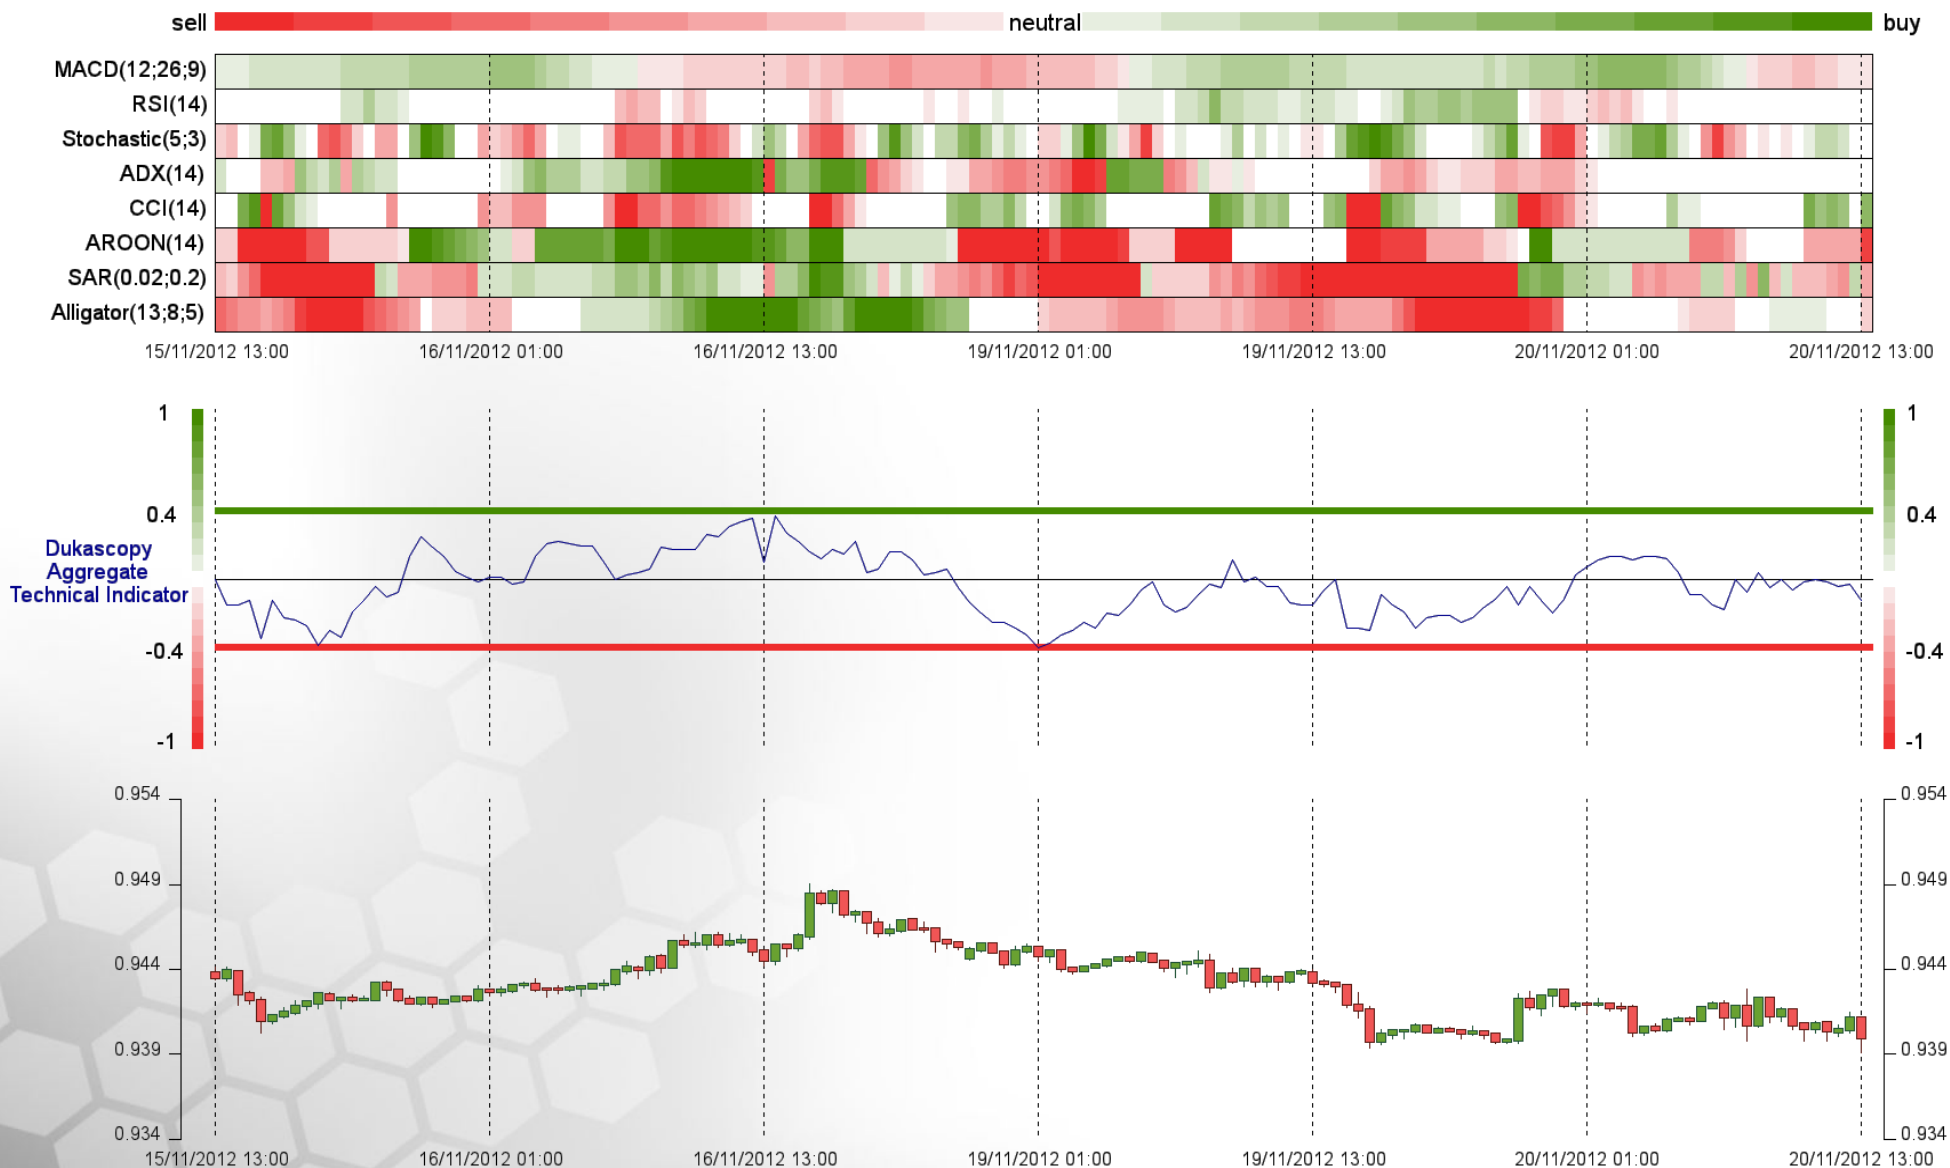 sell neutral buy
MACD(12;26;9)
RSI(14)
Stochastic(5;3)
ADX(14)
CCI(14)
AROON(14)
SAR(0.02;0.2)
Alligator(13;8;5)
15/11/2012 13:00 16/11/2012 01:00 16/11/2012 13:00 19/11/2012 01:00 19/11/2012 13:00 20/11/2012 01:00 20/11/2012 13:00
1 1
0.4 0.4
Dukascopy
Aggregate
Technical Indicator
-0.4 -0.4
-1 -1
0.954 0.954
0.949 0.949
0.944 0.944
0.939 0.939
0.934 0.934
15/11/2012 13:00 16/11/2012 01:00 16/11/2012 13:00 19/11/2012 01:00 19/11/2012 13:00 20/11/2012 01:00 20/11/2012 13:00